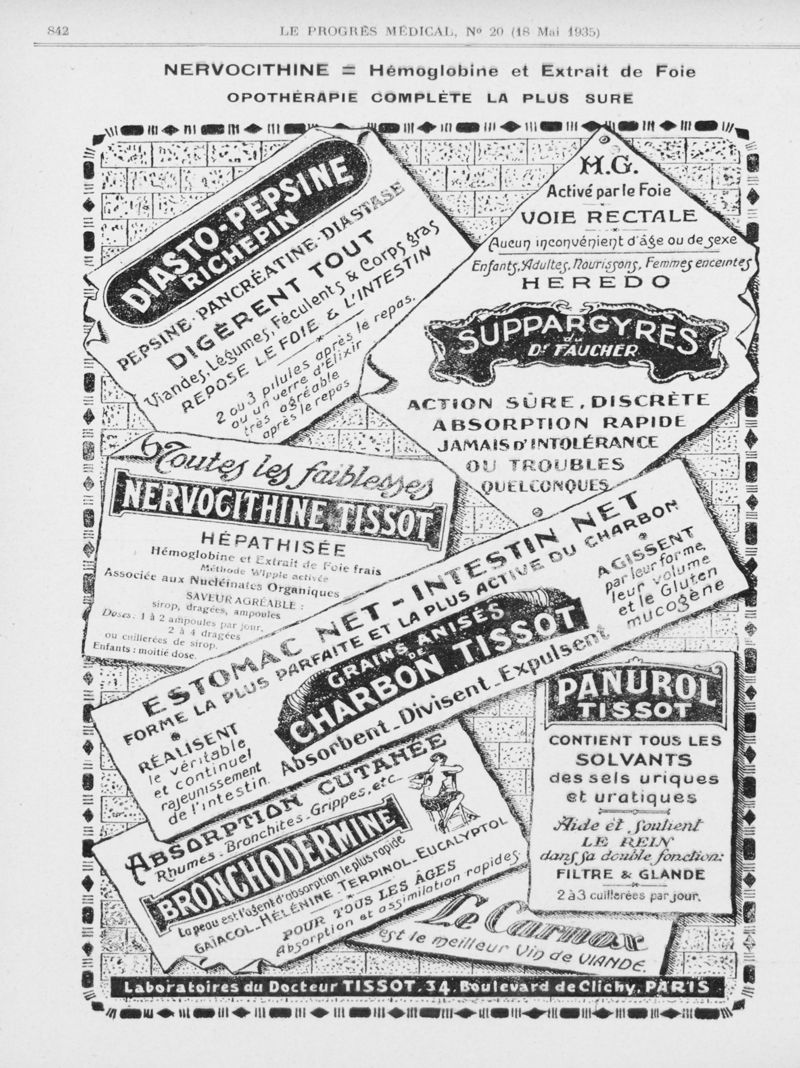 842
LE PROGRÈS MÉDICAL, No 20 (18 Mai 1935)
NERVOCITHINE = Hémoglobine et Extrait de Foie
OPOTHÉRAPIE COMPLÈTE LA PLUS SURE
DIASTO-PEPSINE
RICHEPIN
PEPSINE-PANCRÉATINE-DIASTASE
DIGÈRENT TOUT
Viandes, Légumes, Féculents & Corps gras
REPOSE LE FOIE & L'INTESTIN
2 ou 3 pilules après le repas.
ou un verre d'Elixir
très agréable
après le repas
H.G.
Activé par le Foie
VOIE RECTALE
Aucun inconvénient d'âge ou de sexe
Enfants, Adultes, Nourissons, Femmes enceintes
HEREDO
SUPPARGYRES
du
Dr FAUCHER
ACTION SÛRE, DISCRÈTE
ABSORPTION RAPIDE
JAMAIS D'INTOLÉRANCE
OU TROUBLES
QUELCONQUES
Toutes les faiblesses
NERVOCITHINE TISSOT
HÉPATHISÉE
Hémoglobine et Extrait de Foie frais
Méthode Wipple activée
Associée aux Nucléinates Organiques
SAVEUR AGRÉABLE :
sirop, dragées, ampoules
Doses : 1 à 2 ampoules par jour.
2 à 4 dragées
ou cuillerées de sirop.
Enfants : moitié dose.
ESTOMAC NET - INTESTIN NET
FORME LA PLUS PARFAITE ET LA PLUS ACTIVE DU CHARBON
GRAINS ANISÉS
DE
CHARBON TISSOT
Absorbent_Divisent_Expulsent
RÉALISENT
le véritable
et continuel
rajeunissement
de l'intestin.
AGISSENT
par leur forme,
leur volume
et le Gluten
mucogène
PANUROL
TISSOT
CONTIENT TOUS LES
SOLVANTS
des sels uriques
et uratiques
Aide et soutient
LE REIN
dans sa double fonction:
FILTRE & GLANDE
2 à 3 cuillerées par jour.
ABSORPTION CUTANÉE
Rhumes. Bronchites. Grippes. etc_
BRONCHODERMINE
La peau est l'agent d'absorption le plus rapide
GAÏACOL_HÉLÉNINE_TERPINOL_EUCALYPTOL
POUR TOUS LES ÂGES
Absorption et assimilation rapides
Le Carnox
est le meilleur Vin de VIANDE.
Laboratoires du Docteur TISSOT. 34. Boulevard de Clichy, PARIS